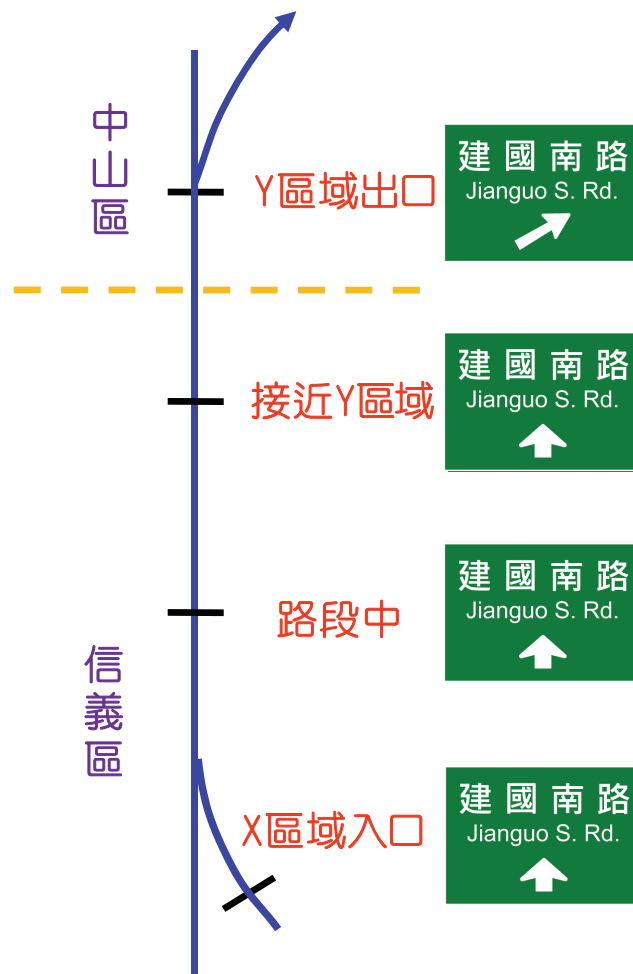 中山區
Y區域出口
建國南路
Jianguo S. Rd.
接近Y區域
建國南路
Jianguo S. Rd.
路段中
建國南路
Jianguo S. Rd.
信義區
X區域入口
建國南路
Jianguo S. Rd.